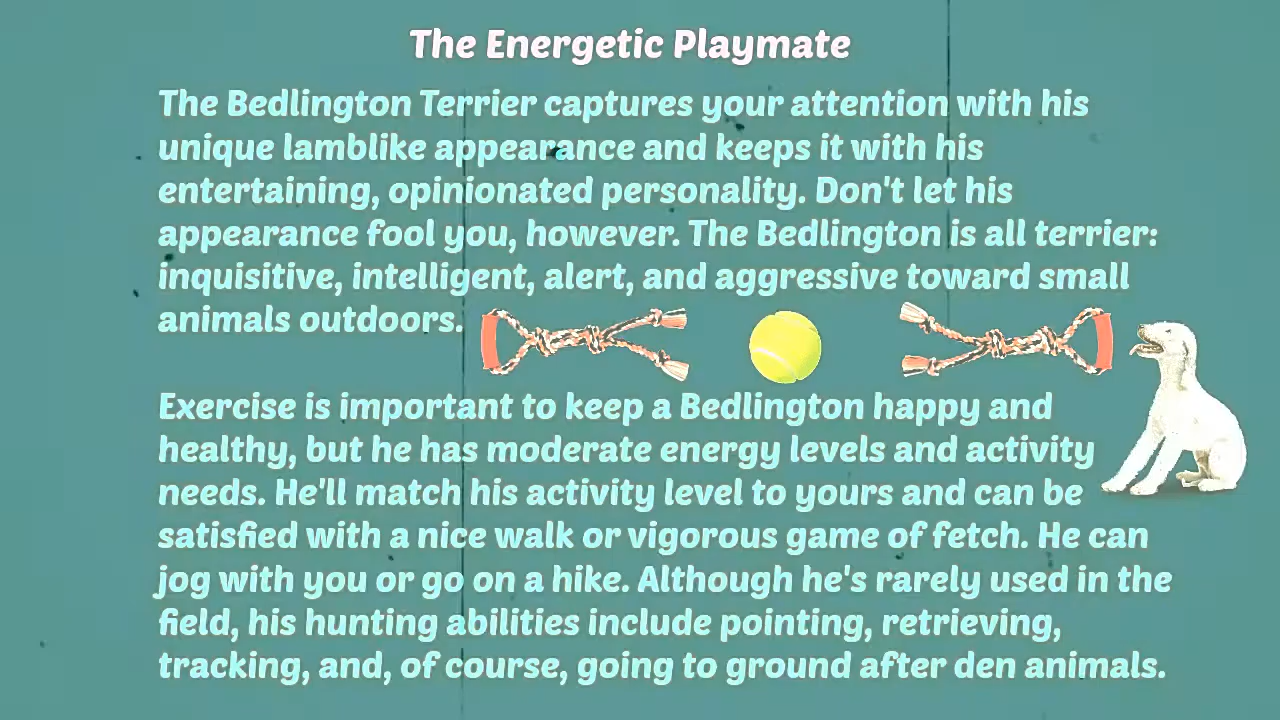 The Energetic Playmate
The Bedlington Terrier captures your attention with his
unique lamblike appearance and keeps it with his
entertaining, opinionated personality. Don't let his
appearance fool you, however. The Bedlington is all terrier:
inquisitive, intelligent, alert, and aggressive toward small
animals outdoors.
Exercise is important to keep a Bedlington happy and
healthy, but he has moderate energy levels and activity
needs. He'll match his activity level to yours and can be
satisfied with a nice walk or vigorous game of fetch. He can
jog with you or go on a hike. Although he's rarely used in the
field, his hunting abilities include pointing, retrieving,
tracking, and, of course, going to ground after den animals.